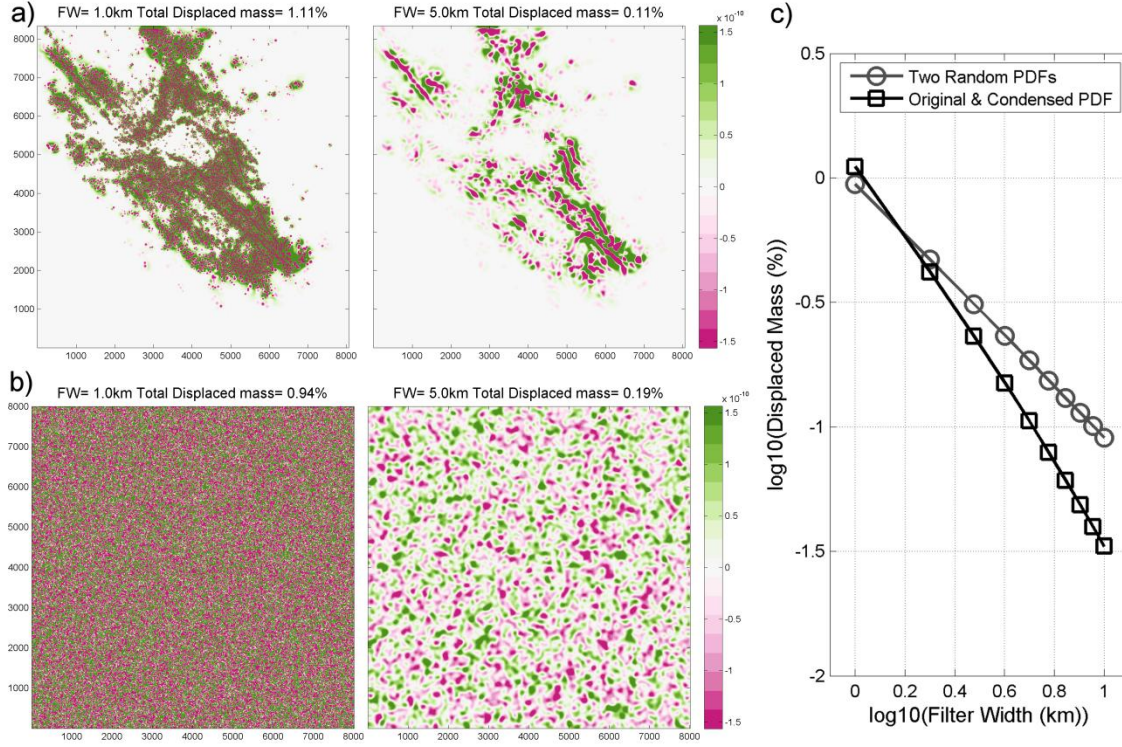 a)
FW= 1.0km Total Displaced mass= 1.11%
8000
7000
6000
5000
4000
3000
2000
1000
1000 2000 3000 4000 5000 6000 7000 8000
FW= 5.0km Total Displaced mass= 0.11%
1000 2000 3000 4000 5000 6000 7000 8000
x 10⁻¹⁰
1.5
1
0.5
0
-0.5
-1
-1.5
b)
FW= 1.0km Total Displaced mass= 0.94%
8000
7000
6000
5000
4000
3000
2000
1000
1000 2000 3000 4000 5000 6000 7000 8000
FW= 5.0km Total Displaced mass= 0.19%
1000 2000 3000 4000 5000 6000 7000 8000
x 10⁻¹⁰
1.5
1
0.5
0
-0.5
-1
-1.5
c)
Two Random PDFs
Original & Condensed PDF
log10(Displaced Mass (%))
0.5
0
-0.5
-1
-1.5
-2
0 0.2 0.4 0.6 0.8 1
log10(Filter Width (km))